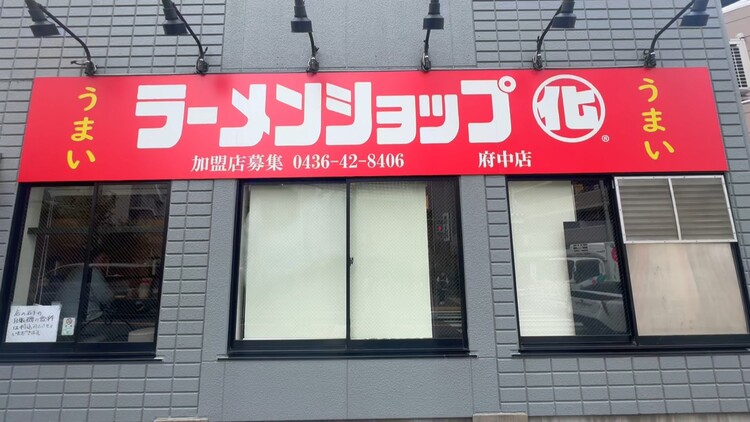 うまい
ラーメンショップ
化
®
うまい
加盟店募集 0436-42-8406
府中店